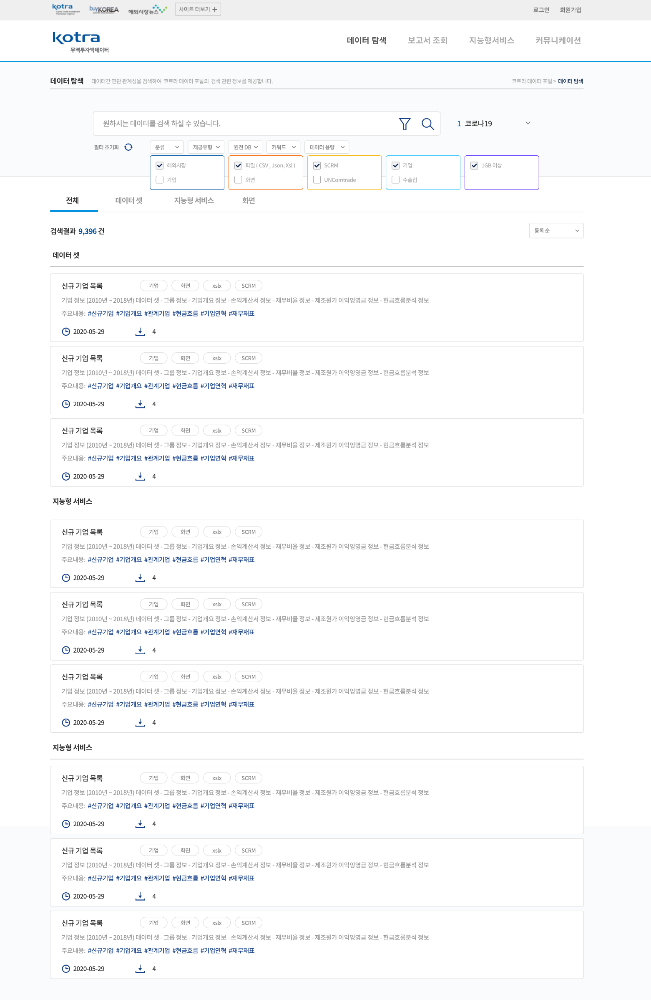 kotra
Korea Trade-Investment
Promotion Agency
buyKOREA
해외시장뉴스
사이트 더보기 +
로그인 | 회원가입
kotra
무역투자빅데이터
데이터 탐색 보고서 조회 지능형서비스 커뮤니케이션
데이터 탐색 데이터간 연관 관계성을 검색하여 코트라 데이터 포탈의 검색 관련 정보를 제공합니다. 코트라 데이터 포털 > 데이터 탐색
원하시는 데이터를 검색 하실 수 있습니다. 1 코로나19
필터 초기화 분류 제공유형 원천 DB 키워드 데이터 용량
해외시장 파일 ( CSV , Json, Xsl ) SCRM 기업 1GB 이상
기업 화면 UNComtrade 수출입
전체 데이터 셋 지능형 서비스 화면
검색결과 9,396 건 등록 순
데이터 셋
신규 기업 목록 기업 화면 xslx SCRM
기업 정보 (2010년 ~ 2018년) 데이터 셋 - 그룹 정보 - 기업개요 정보 - 손익계산서 정보 - 재무비율 정보 - 제조원가 이익잉영금 정보 - 현금흐름분석 정보
주요내용: #신규기업 #기업개요 #관계기업 #현금흐름 #기업연혁 #재무재표
2020-05-29 4
신규 기업 목록 기업 화면 xslx SCRM
기업 정보 (2010년 ~ 2018년) 데이터 셋 - 그룹 정보 - 기업개요 정보 - 손익계산서 정보 - 재무비율 정보 - 제조원가 이익잉영금 정보 - 현금흐름분석 정보
주요내용: #신규기업 #기업개요 #관계기업 #현금흐름 #기업연혁 #재무재표
2020-05-29 4
신규 기업 목록 기업 화면 xslx SCRM
기업 정보 (2010년 ~ 2018년) 데이터 셋 - 그룹 정보 - 기업개요 정보 - 손익계산서 정보 - 재무비율 정보 - 제조원가 이익잉영금 정보 - 현금흐름분석 정보
주요내용: #신규기업 #기업개요 #관계기업 #현금흐름 #기업연혁 #재무재표
2020-05-29 4
지능형 서비스
신규 기업 목록 기업 화면 xslx SCRM
기업 정보 (2010년 ~ 2018년) 데이터 셋 - 그룹 정보 - 기업개요 정보 - 손익계산서 정보 - 재무비율 정보 - 제조원가 이익잉영금 정보 - 현금흐름분석 정보
주요내용: #신규기업 #기업개요 #관계기업 #현금흐름 #기업연혁 #재무재표
2020-05-29 4
신규 기업 목록 기업 화면 xslx SCRM
기업 정보 (2010년 ~ 2018년) 데이터 셋 - 그룹 정보 - 기업개요 정보 - 손익계산서 정보 - 재무비율 정보 - 제조원가 이익잉영금 정보 - 현금흐름분석 정보
주요내용: #신규기업 #기업개요 #관계기업 #현금흐름 #기업연혁 #재무재표
2020-05-29 4
신규 기업 목록 기업 화면 xslx SCRM
기업 정보 (2010년 ~ 2018년) 데이터 셋 - 그룹 정보 - 기업개요 정보 - 손익계산서 정보 - 재무비율 정보 - 제조원가 이익잉영금 정보 - 현금흐름분석 정보
주요내용: #신규기업 #기업개요 #관계기업 #현금흐름 #기업연혁 #재무재표
2020-05-29 4
지능형 서비스
신규 기업 목록 기업 화면 xslx SCRM
기업 정보 (2010년 ~ 2018년) 데이터 셋 - 그룹 정보 - 기업개요 정보 - 손익계산서 정보 - 재무비율 정보 - 제조원가 이익잉영금 정보 - 현금흐름분석 정보
주요내용: #신규기업 #기업개요 #관계기업 #현금흐름 #기업연혁 #재무재표
2020-05-29 4
신규 기업 목록 기업 화면 xslx SCRM
기업 정보 (2010년 ~ 2018년) 데이터 셋 - 그룹 정보 - 기업개요 정보 - 손익계산서 정보 - 재무비율 정보 - 제조원가 이익잉영금 정보 - 현금흐름분석 정보
주요내용: #신규기업 #기업개요 #관계기업 #현금흐름 #기업연혁 #재무재표
2020-05-29 4
신규 기업 목록 기업 화면 xslx SCRM
기업 정보 (2010년 ~ 2018년) 데이터 셋 - 그룹 정보 - 기업개요 정보 - 손익계산서 정보 - 재무비율 정보 - 제조원가 이익잉영금 정보 - 현금흐름분석 정보
주요내용: #신규기업 #기업개요 #관계기업 #현금흐름 #기업연혁 #재무재표
2020-05-29 4